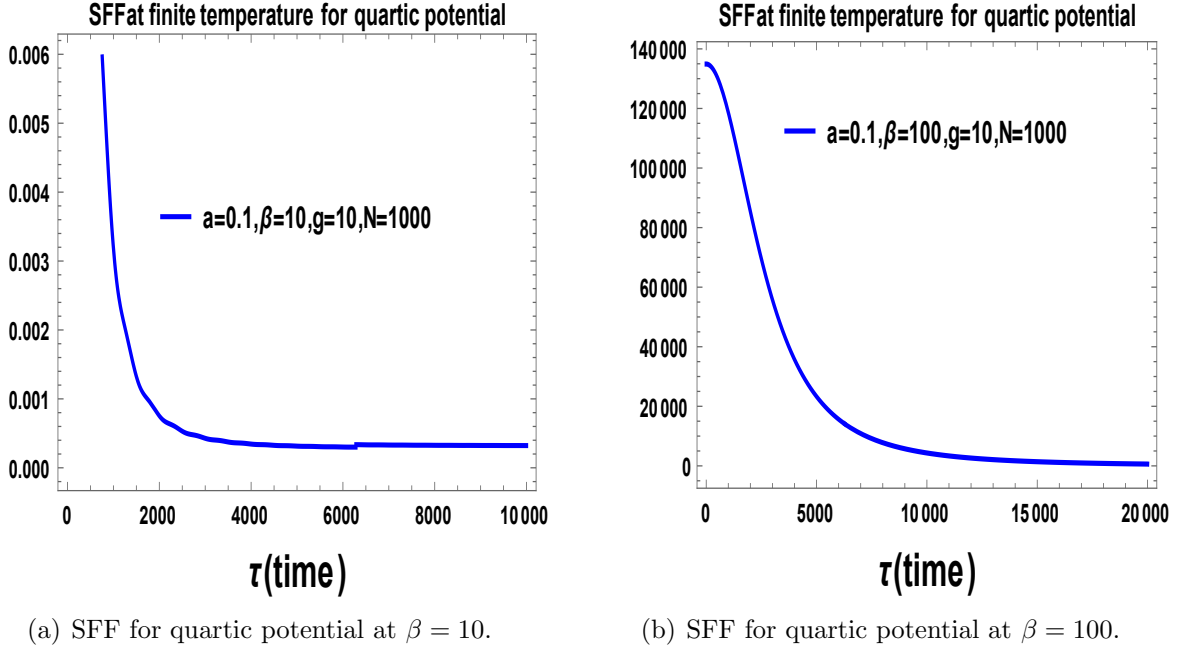 SFFat finite temperature for quartic potential
0.006
0.005
0.004
0.003
0.002
0.001
0.000
a=0.1,β=10,g=10,N=1000
0 2000 4000 6000 8000 10 000
τ(time)
(a) SFF for quartic potential at β = 10.
SFFat finite temperature for quartic potential
140 000
120 000
100 000
80 000
60 000
40 000
20 000
0
a=0.1,β=100,g=10,N=1000
0 5000 10 000 15 000 20 000
τ(time)
(b) SFF for quartic potential at β = 100.